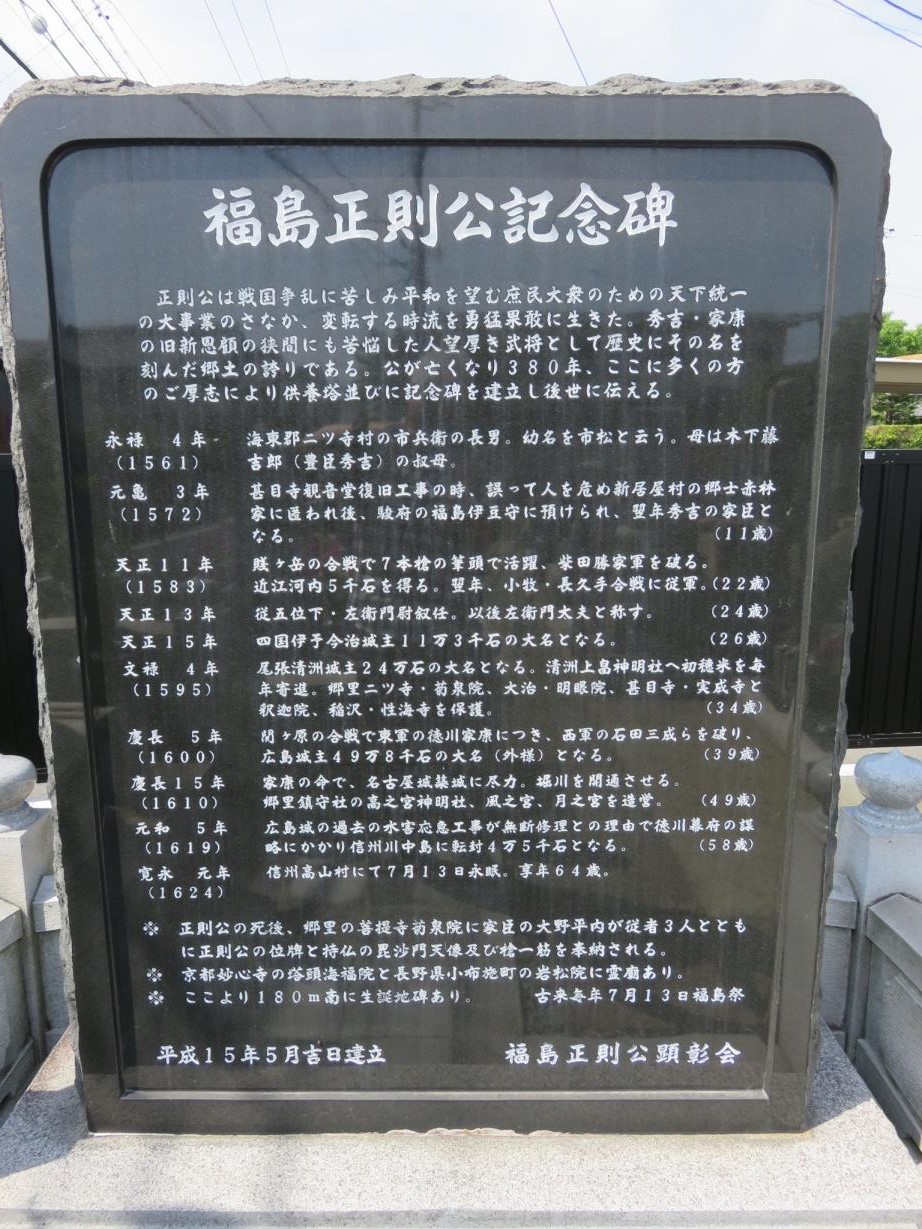 福島正則公記念碑
正則公は戦国争乱に苦しみ平和を望む庶民大衆のための天下統一
の大事業のさなか、変転する時流を勇猛果敢に生きた。秀吉・家康
の旧新恩顧の狭間にも苦悩した人望厚き武将として歴史にその名を
刻んだ郷土の誇りである。公が亡くなり380年、ここに多くの方
のご厚志により供養塔並びに記念碑を建立し後世に伝える。
永禄 4年 海東郡二ツ寺村の市兵衛の長男。幼名を市松と云う。母は木下藤
(1561) 吉郎(豊臣秀吉)の叔母。
元亀 3年 甚目寺観音堂復旧工事の時、誤って人を危め新居屋村の郷士赤林
(1572) 家に匿われ後、駿府の福島伊豆守に預けられ、翌年秀吉の家臣と
なる。 (11歳)
天正11年 賤ヶ岳の合戦で7本槍の筆頭で活躍、柴田勝家軍を破る。
(1583) 近江河内5千石を得る。翌年、小牧・長久手合戦に従軍。(22歳)
天正13年 従五位下・左衛門尉叙任。以後左衛門太夫と称す。 (24歳)
天正15年 四国伊予今治城主11万3千石の大名となる。 (26歳)
文禄 4年 尾張清洲城主24万石の大名となる。清洲上畠神明社へ初穂米を毎
(1595) 年寄進。郷里二ツ寺・菊泉院、大治・明眼院、甚目寺・実成寺と
釈迦院、稲沢・性海寺を保護。 (34歳)
慶長 5年 関ヶ原の合戦で東軍の徳川家康につき、西軍の石田三成らを破り、
(1600) 広島城主49万8千石の大名(外様)となる。 (39歳)
慶長15年 家康の命で、名古屋城築城に尽力。堀川を開通させる。
(1610) 郷里鎮守社の高之宮神明社、風之宮、月之宮を造営。 (49歳)
元和 5年 広島城の過去の水害応急工事が無断修理との理由で徳川幕府の謀
(1619) 略にかかり信州川中島に転封4万5千石となる。 (58歳)
寛永 元年 信州高山村にて7月13日永眠。享年64歳。
(1624)
※ 正則公の死後、郷里の菩提寺菊泉院に家臣の大野平内が従者3人ととも
に正則公の位牌と持仏の毘沙門天像及び槍一筋を奉納される。
※ 京都妙心寺の塔頭海福院と長野県小布施町の岩松院に霊廟あり。
※ ここより180m南に生誕地碑あり。 古来毎年7月13日福島祭
平成15年5月吉日建立 福島正則公顕彰会